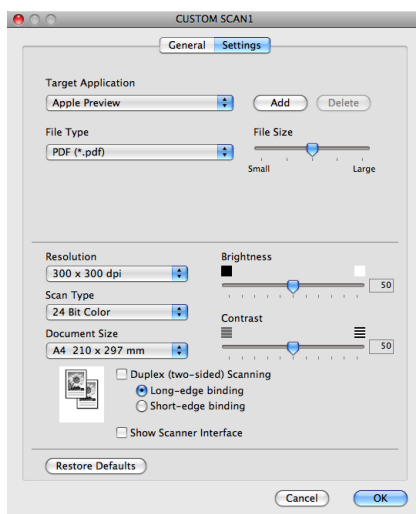 CUSTOM SCAN1
General Settings
Target Application
Apple Preview Add Delete
File Type File Size
PDF (*.pdf)
Small Large
Resolution Brightness
300 x 300 dpi 50
Scan Type
24 Bit Color
Contrast
Document Size
A4 210 x 297 mm 50
Duplex (two-sided) Scanning
Long-edge binding
Short-edge binding
Show Scanner Interface
Restore Defaults
Cancel OK